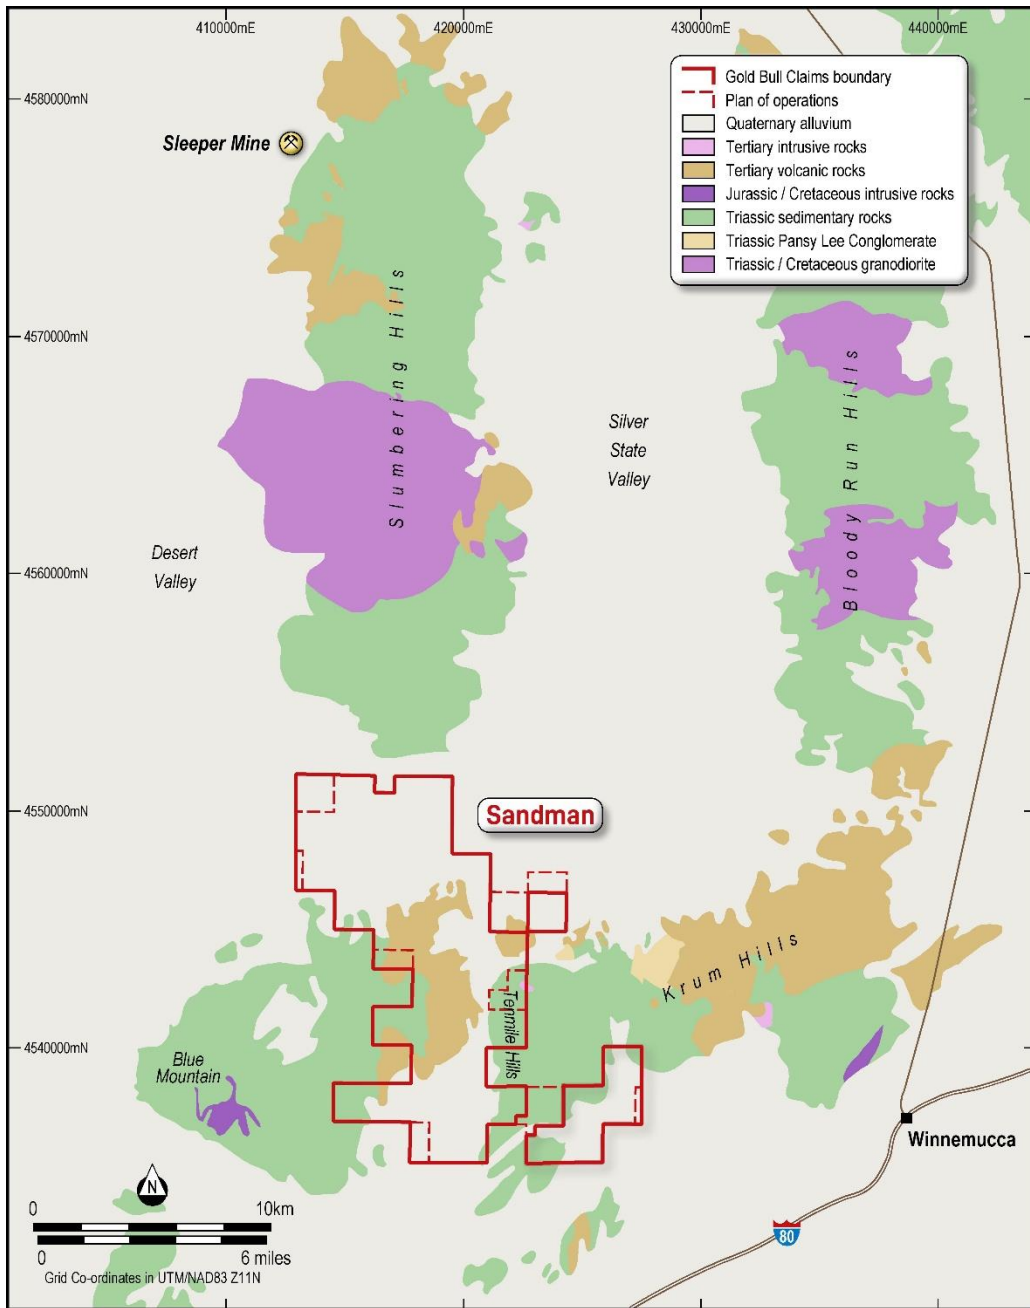 410000mE
420000mE
430000mE
440000mE
4580000mN
4570000mN
4560000mN
4550000mN
4540000mN
Gold Bull Claims boundary
Plan of operations
Quaternary alluvium
Tertiary intrusive rocks
Tertiary volcanic rocks
Jurassic / Cretaceous intrusive rocks
Triassic sedimentary rocks
Triassic Pansy Lee Conglomerate
Triassic / Cretaceous granodiorite
Sleeper Mine
Slumbering Hills
Silver
State
Valley
Bloody Run Hills
Desert
Valley
Sandman
Krum Hills
Tenmile Hills
Blue
Mountain
Winnemucca
80
N
0 10km
0 6 miles
Grid Co-ordinates in UTM/NAD83 Z11N